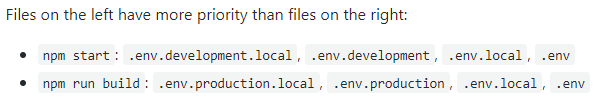 Files on the left have more priority than files on the right:
• npm start: .env.development.local, .env.development, .env.local, .env
• npm run build: .env.production.local, .env.production, .env.local, .env